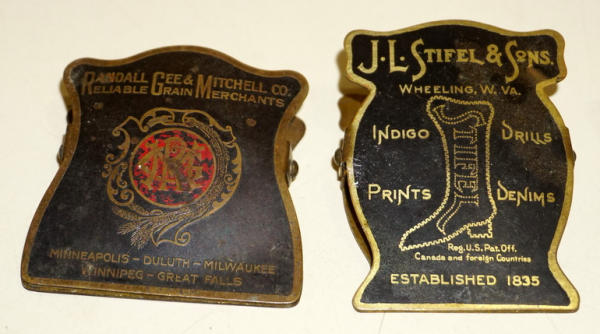 RANDALL GEE & MITCHELL CO.
RELIABLE GRAIN MERCHANTS
MINNEAPOLIS - DULUTH - MILWAUKEE
WINNIPEG - GREAT FALLS
J. L. STIFEL & SONS.
WHEELING, W. VA.
INDIGO DRILLS
STIFEL
PRINTS DENIMS
Reg. U.S. Pat. Off.
Canada and foreign Countries
ESTABLISHED 1835